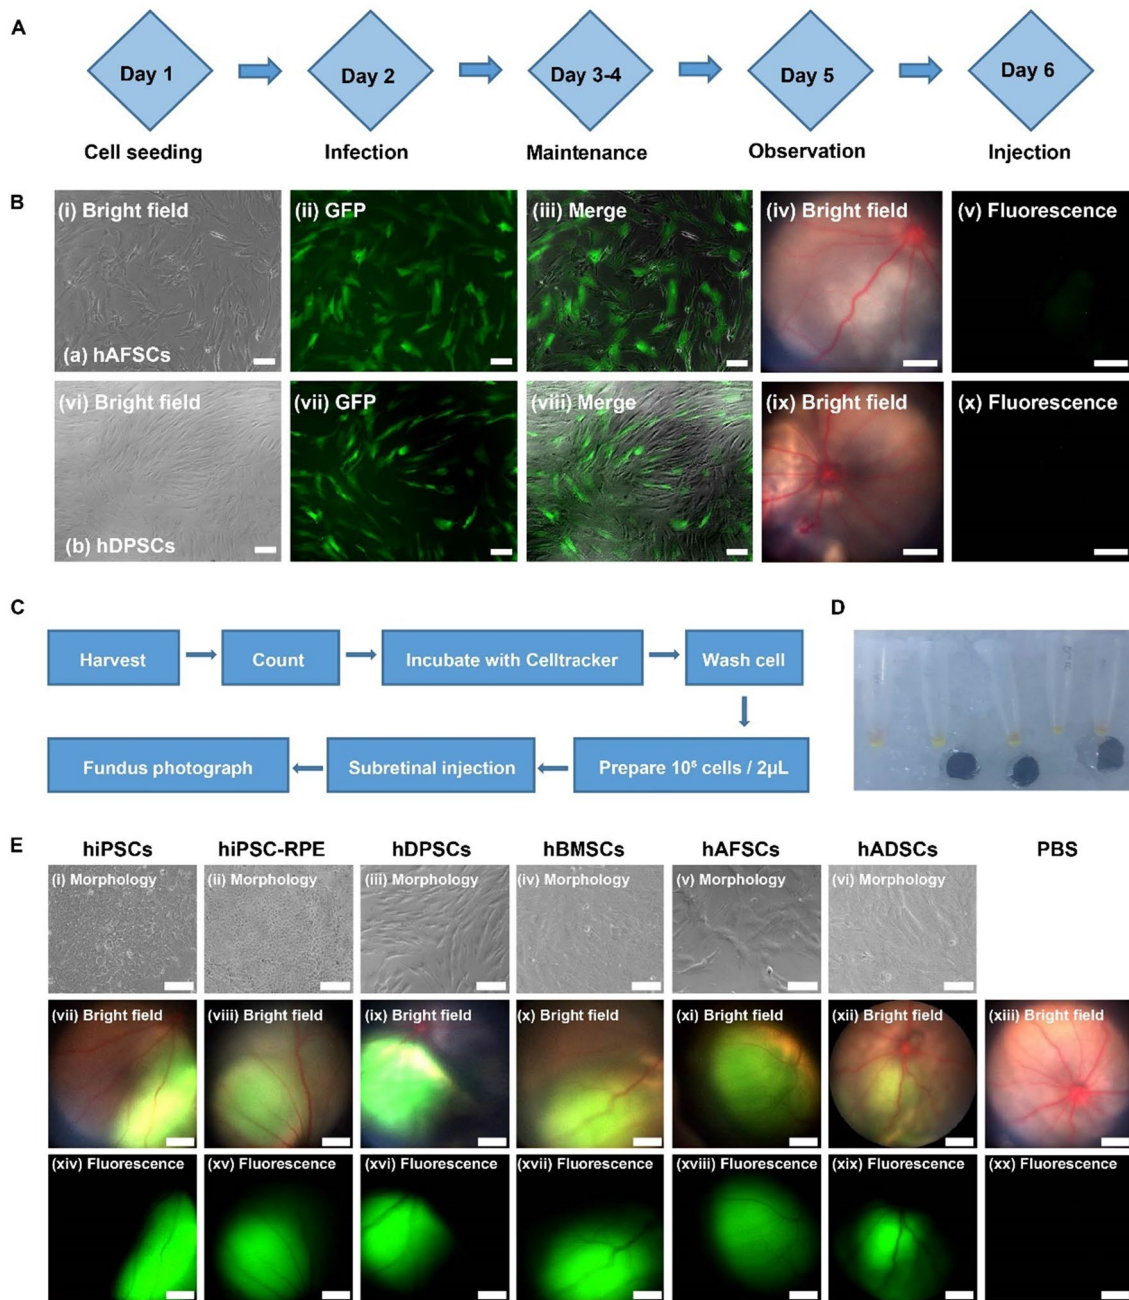 A
Day 1
Day 2
Day 3-4
Day 5
Day 6
Cell seeding
Infection
Maintenance
Observation
Injection
B
(i) Bright field
(ii) GFP
(iii) Merge
(iv) Bright field
(v) Fluorescence
(a) hAFSCs
(vi) Bright field
(vii) GFP
(viii) Merge
(ix) Bright field
(x) Fluorescence
(b) hDPSCs
C
Harvest
Count
Incubate with Celltracker
Wash cell
Fundus photograph
Subretinal injection
Prepare 10⁵ cells / 2μL
D
E
hiPSCs
hiPSC-RPE
hDPSCs
hBMSCs
hAFSCs
hADSCs
PBS
(i) Morphology
(ii) Morphology
(iii) Morphology
(iv) Morphology
(v) Morphology
(vi) Morphology
(vii) Bright field
(viii) Bright field
(ix) Bright field
(x) Bright field
(xi) Bright field
(xii) Bright field
(xiii) Bright field
(xiv) Fluorescence
(xv) Fluorescence
(xvi) Fluorescence
(xvii) Fluorescence
(xviii) Fluorescence
(xix) Fluorescence
(xx) Fluorescence